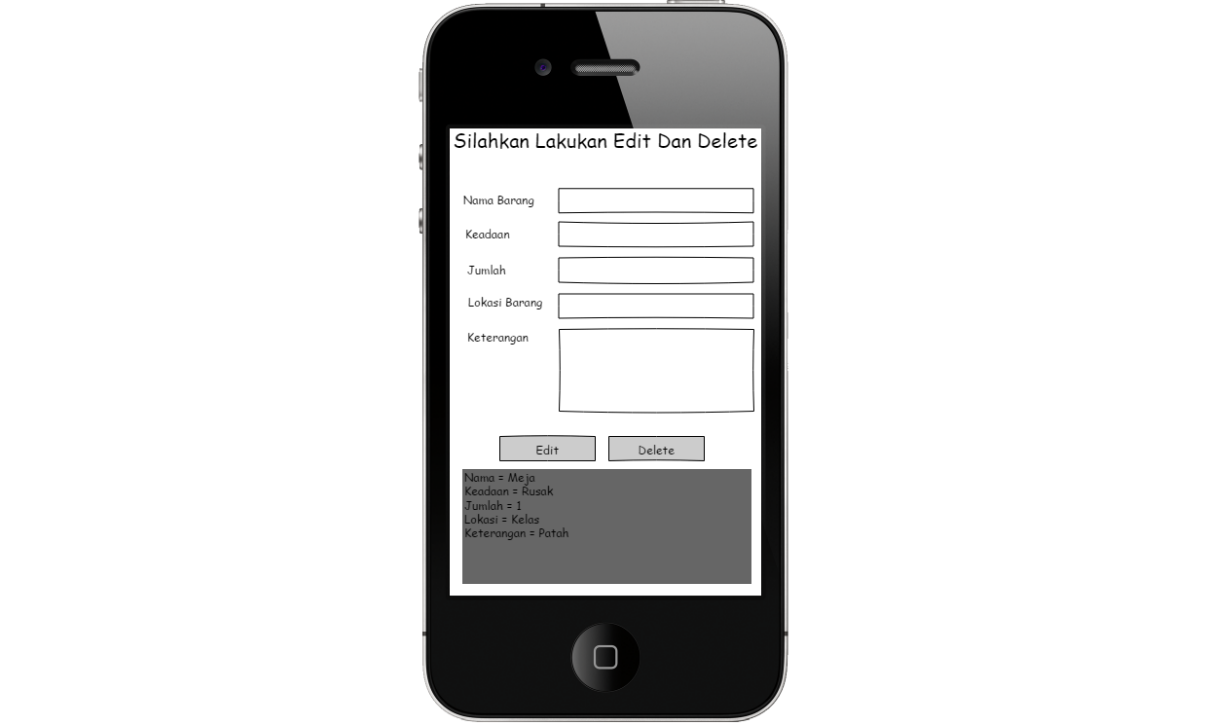 Silahkan Lakukan Edit Dan Delete
Nama Barang
Keadaan
Jumlah
Lokasi Barang
Keterangan
Edit
Delete
Nama = Meja
Keadaan = Rusak
Jumlah = 1
Lokasi = Kelas
Keterangan = Patah